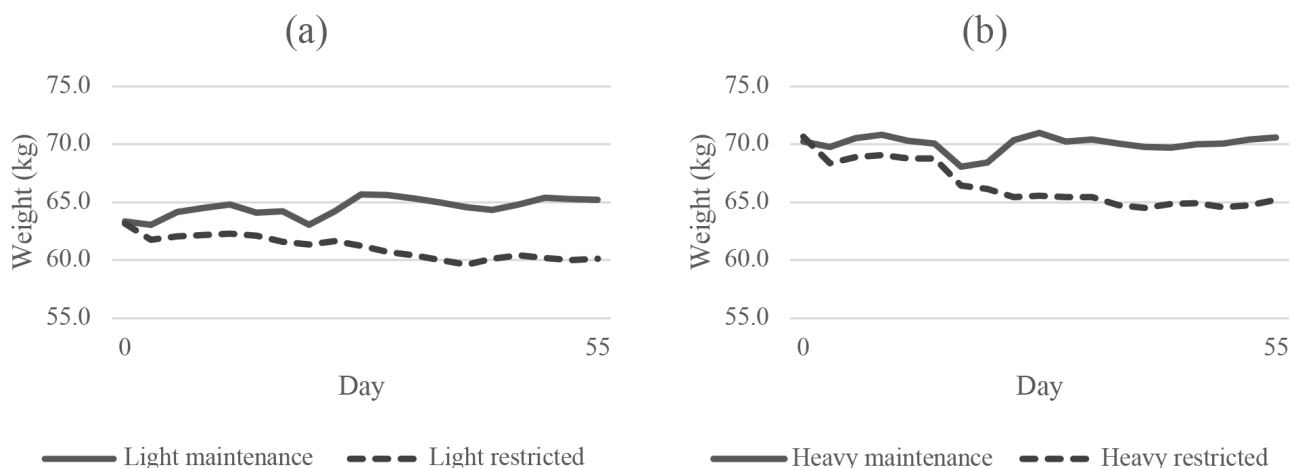 (a)
75.0
70.0
65.0
60.0
55.0
Weight (kg)
0
55
Day
Light maintenance
Light restricted
(b)
75.0
70.0
65.0
60.0
55.0
Weight (kg)
0
55
Day
Heavy maintenance
Heavy restricted